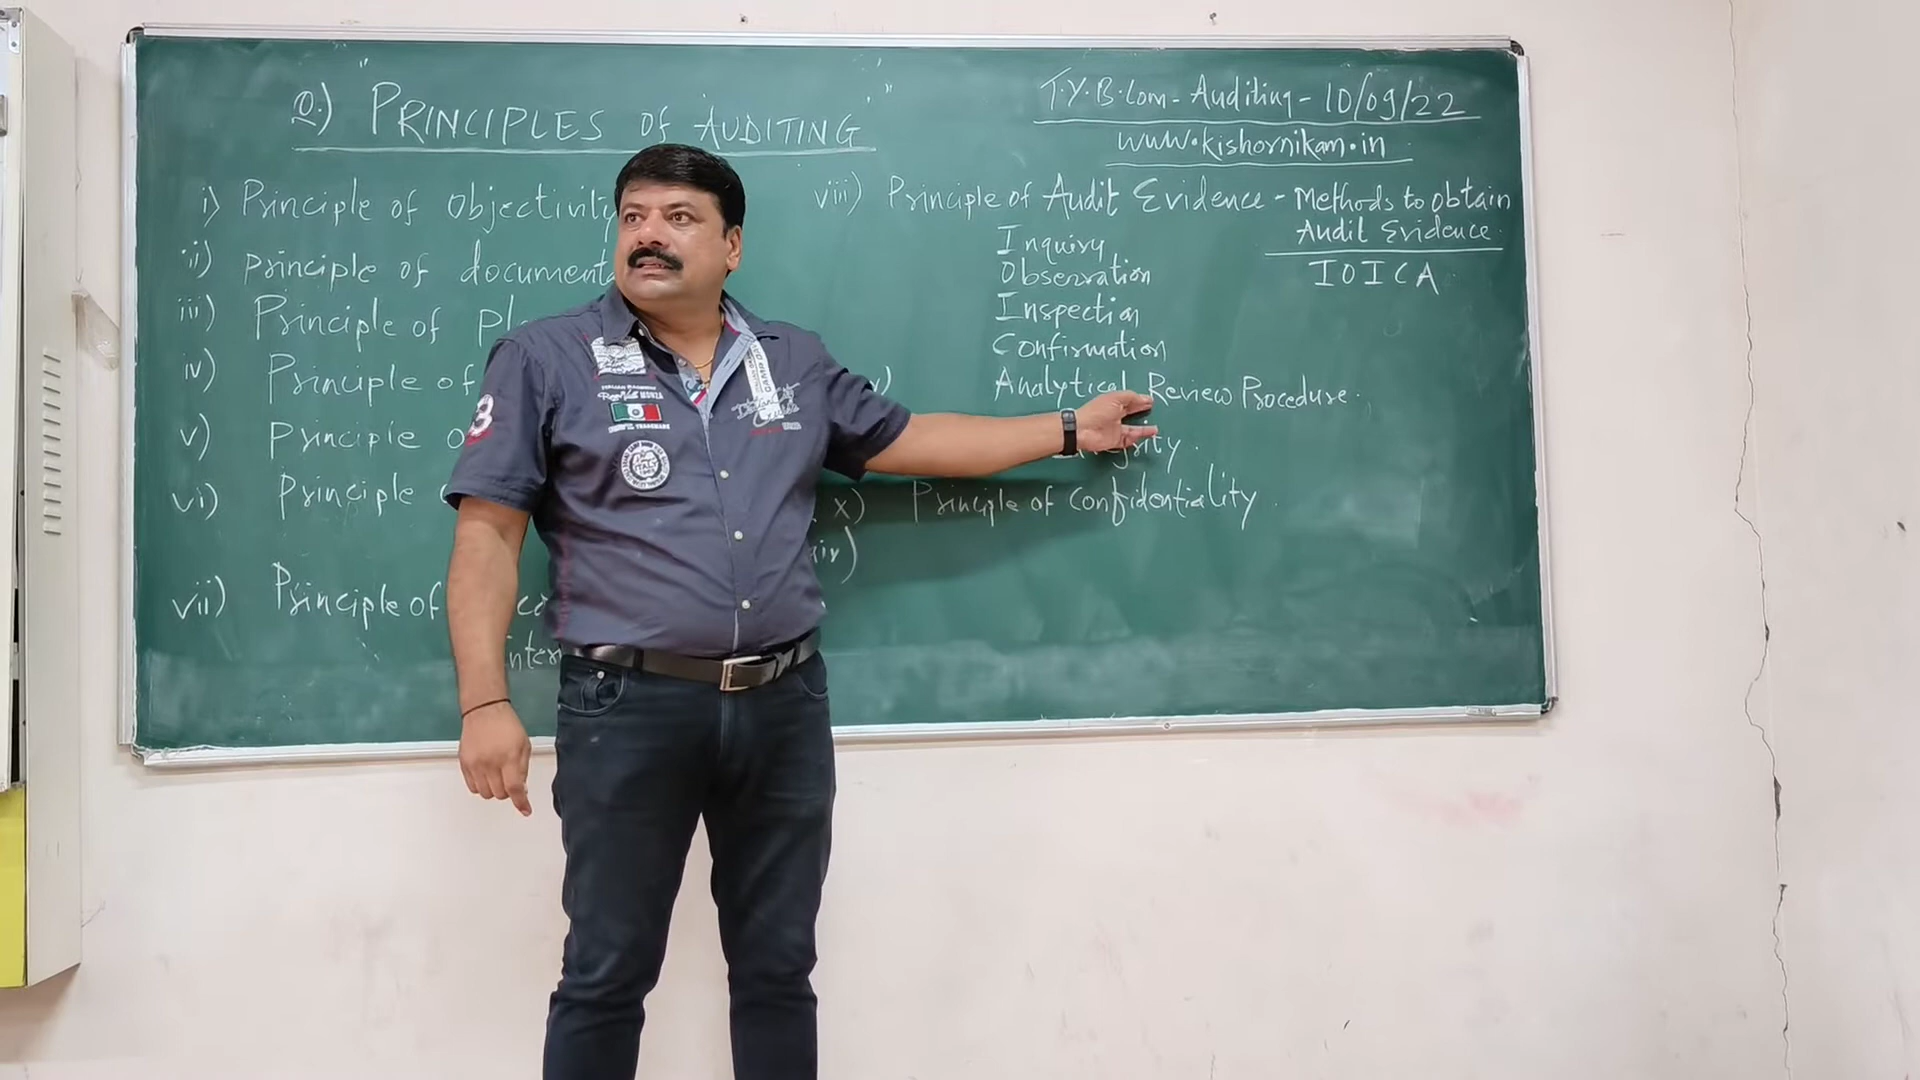 Q.) "PRINCIPLES of AUDITING"
T.Y.B.Com - Auditing - 10/09/22
www.kishornikam.in
i) Principle of Objectivity
ii) principle of
iii) Principle of
iv) Principle of
v) Principle
vi) Principle
vii) Principle of
viii) Principle of Audit Evidence - Methods to obtain
Audit Evidence
IOICA
Inquiry
Observation
Inspection
Confirmation
Analytical Review Procedure.
x) Principle of Confidentiality.
3
MONZA